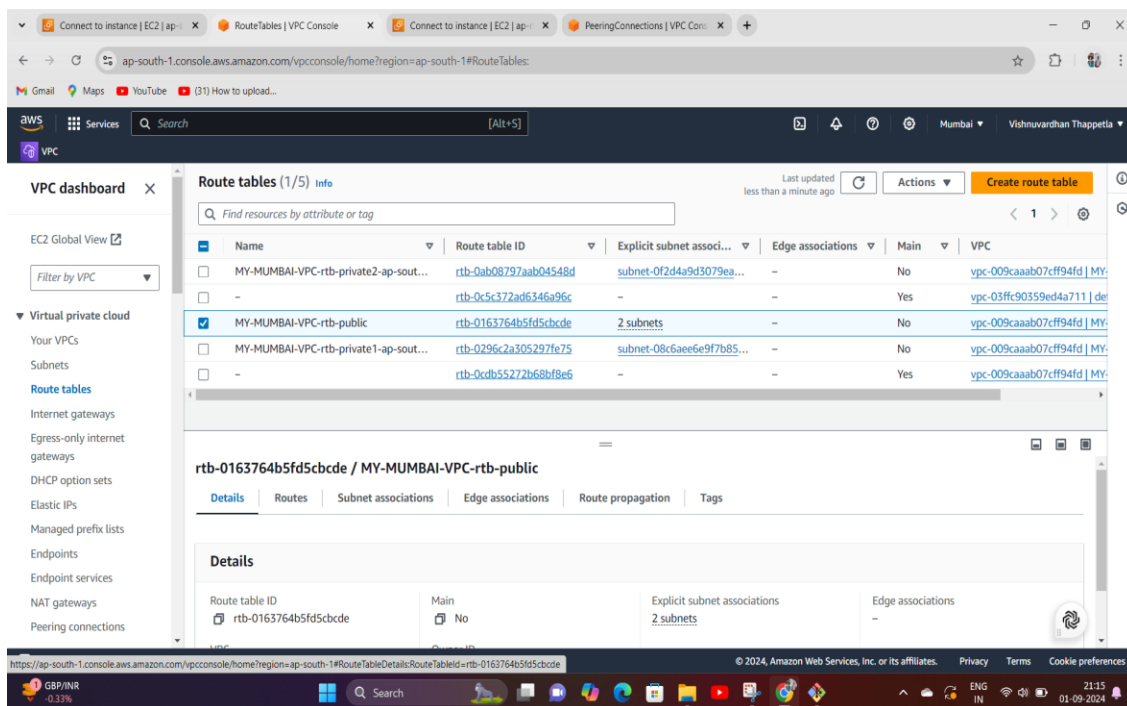 Connect to instance | EC2 | ap-s
RouteTables | VPC Console
Connect to instance | EC2 | ap-r
PeeringConnections | VPC Cons
ap-south-1.console.aws.amazon.com/vpcconsole/home?region=ap-south-1#RouteTables:
Gmail Maps YouTube (31) How to upload...
aws Services Search [Alt+S] Mumbai Vishnuvardhan Thappetla
VPC
VPC dashboard
EC2 Global View
Filter by VPC
Virtual private cloud
Your VPCs
Subnets
Route tables
Internet gateways
Egress-only internet
gateways
DHCP option sets
Elastic IPs
Managed prefix lists
Endpoints
Endpoint services
NAT gateways
Peering connections
Route tables (1/5) Info
Last updated
less than a minute ago
Actions
Create route table
Find resources by attribute or tag
1
Name Route table ID Explicit subnet associ... Edge associations Main VPC
MY-MUMBAI-VPC-rtb-private2-ap-sout... rtb-0ab08797aab04548d subnet-0f2d4a9d3079ea... – No vpc-009caaab07cff94fd | MY-
– rtb-0c5c372ad6346a96c – – Yes vpc-03ffc90359ed4a711 | def
MY-MUMBAI-VPC-rtb-public rtb-0163764b5fd5cbcde 2 subnets – No vpc-009caaab07cff94fd | MY-
MY-MUMBAI-VPC-rtb-private1-ap-sout... rtb-0296c2a305297fe75 subnet-08c6aee6e9f7b85... – No vpc-009caaab07cff94fd | MY-
– rtb-0cdb55272b68bf8e6 – – Yes vpc-009caaab07cff94fd | MY-
rtb-0163764b5fd5cbcde / MY-MUMBAI-VPC-rtb-public
Details Routes Subnet associations Edge associations Route propagation Tags
Details
Route table ID
rtb-0163764b5fd5cbcde
Main
No
Explicit subnet associations
2 subnets
Edge associations
–
https://ap-south-1.console.aws.amazon.com/vpcconsole/home?region=ap-south-1#RouteTableDetails:RouteTableId=rtb-0163764b5fd5cbcde
© 2024, Amazon Web Services, Inc. or its affiliates. Privacy Terms Cookie preferences
1
GBP/INR
-0.33%
Search
ENG
IN
21:15
01-09-2024